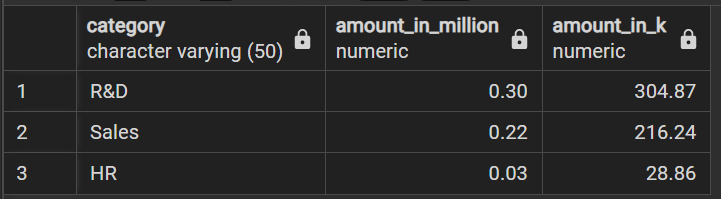 category amount_in_million amount_in_k
character varying (50) numeric numeric
1 R&D 0.30 304.87
2 Sales 0.22 216.24
3 HR 0.03 28.86